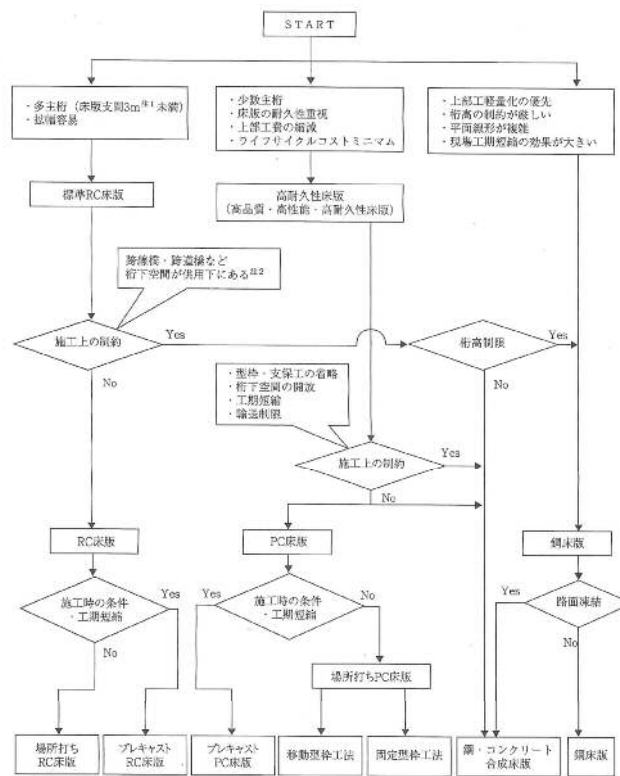 START
・多主桁(床版支間3m注1未満)
・拡幅容易
・少数主桁
・床版の耐久性重視
・上部工費の縮減
・ライフサイクルコストミニマム
・上部工軽量化の優先
・桁高の制約が厳しい
・平面線形が複雑
・現場工期短縮の効果が大きい
標準RC床版
高耐久性床版
(高品質・高性能・高耐久性床版)
跨線橋・跨道橋など
桁下空間が供用下にある注2
施工上の制約
Yes
No
桁高制限
Yes
No
・型枠・支保工の省略
・桁下空間の開放
・工期短縮
・輸送制限
施工上の制約
Yes
No
RC床版
PC床版
鋼床版
施工時の条件
・工期短縮
Yes
No
施工時の条件
・工期短縮
Yes
No
路面凍結
Yes
No
場所打ちPC床版
場所打ち
RC床版
プレキャスト
RC床版
プレキャスト
PC床版
移動型枠工法
固定型枠工法
鋼・コンクリート
合成床版
鋼床版